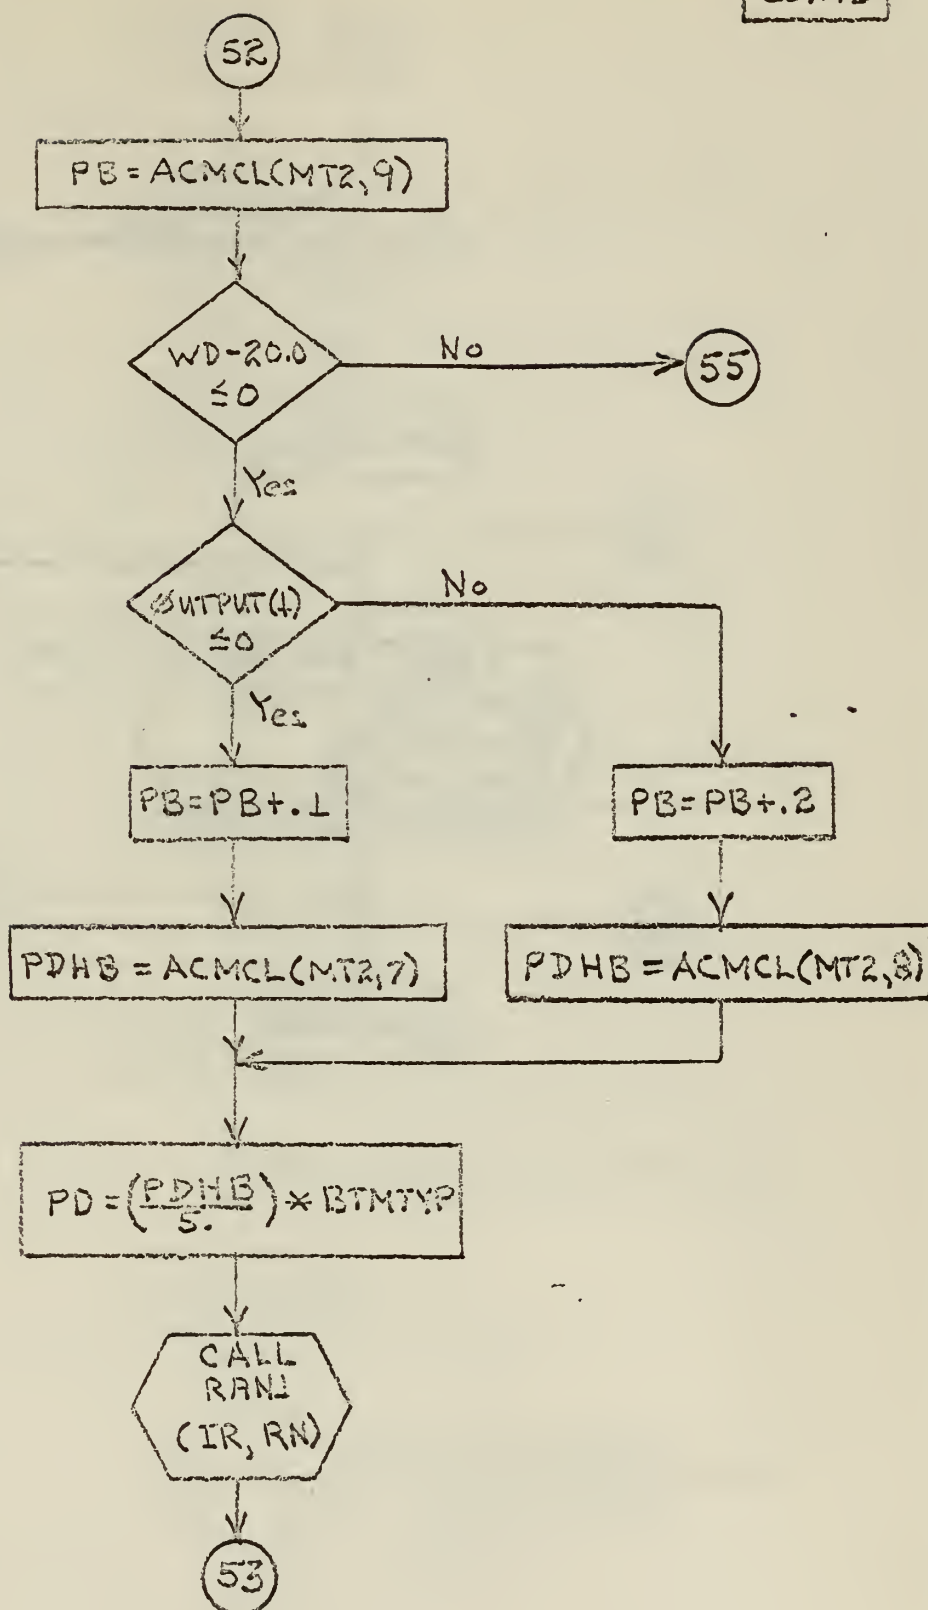 52
PB = ACMCL(MT2,9)
WD-20.0
≤0
No
55
Yes
ØUTPUT(1)
≤0
No
Yes
PB=PB+.1
PB=PB+.2
PDHB = ACMCL(MT2,7)
PDHB = ACMCL(MT2,8)
PD = (PDHB/5.) * BTMTYP
CALL
RAN1
(IR, RN)
53